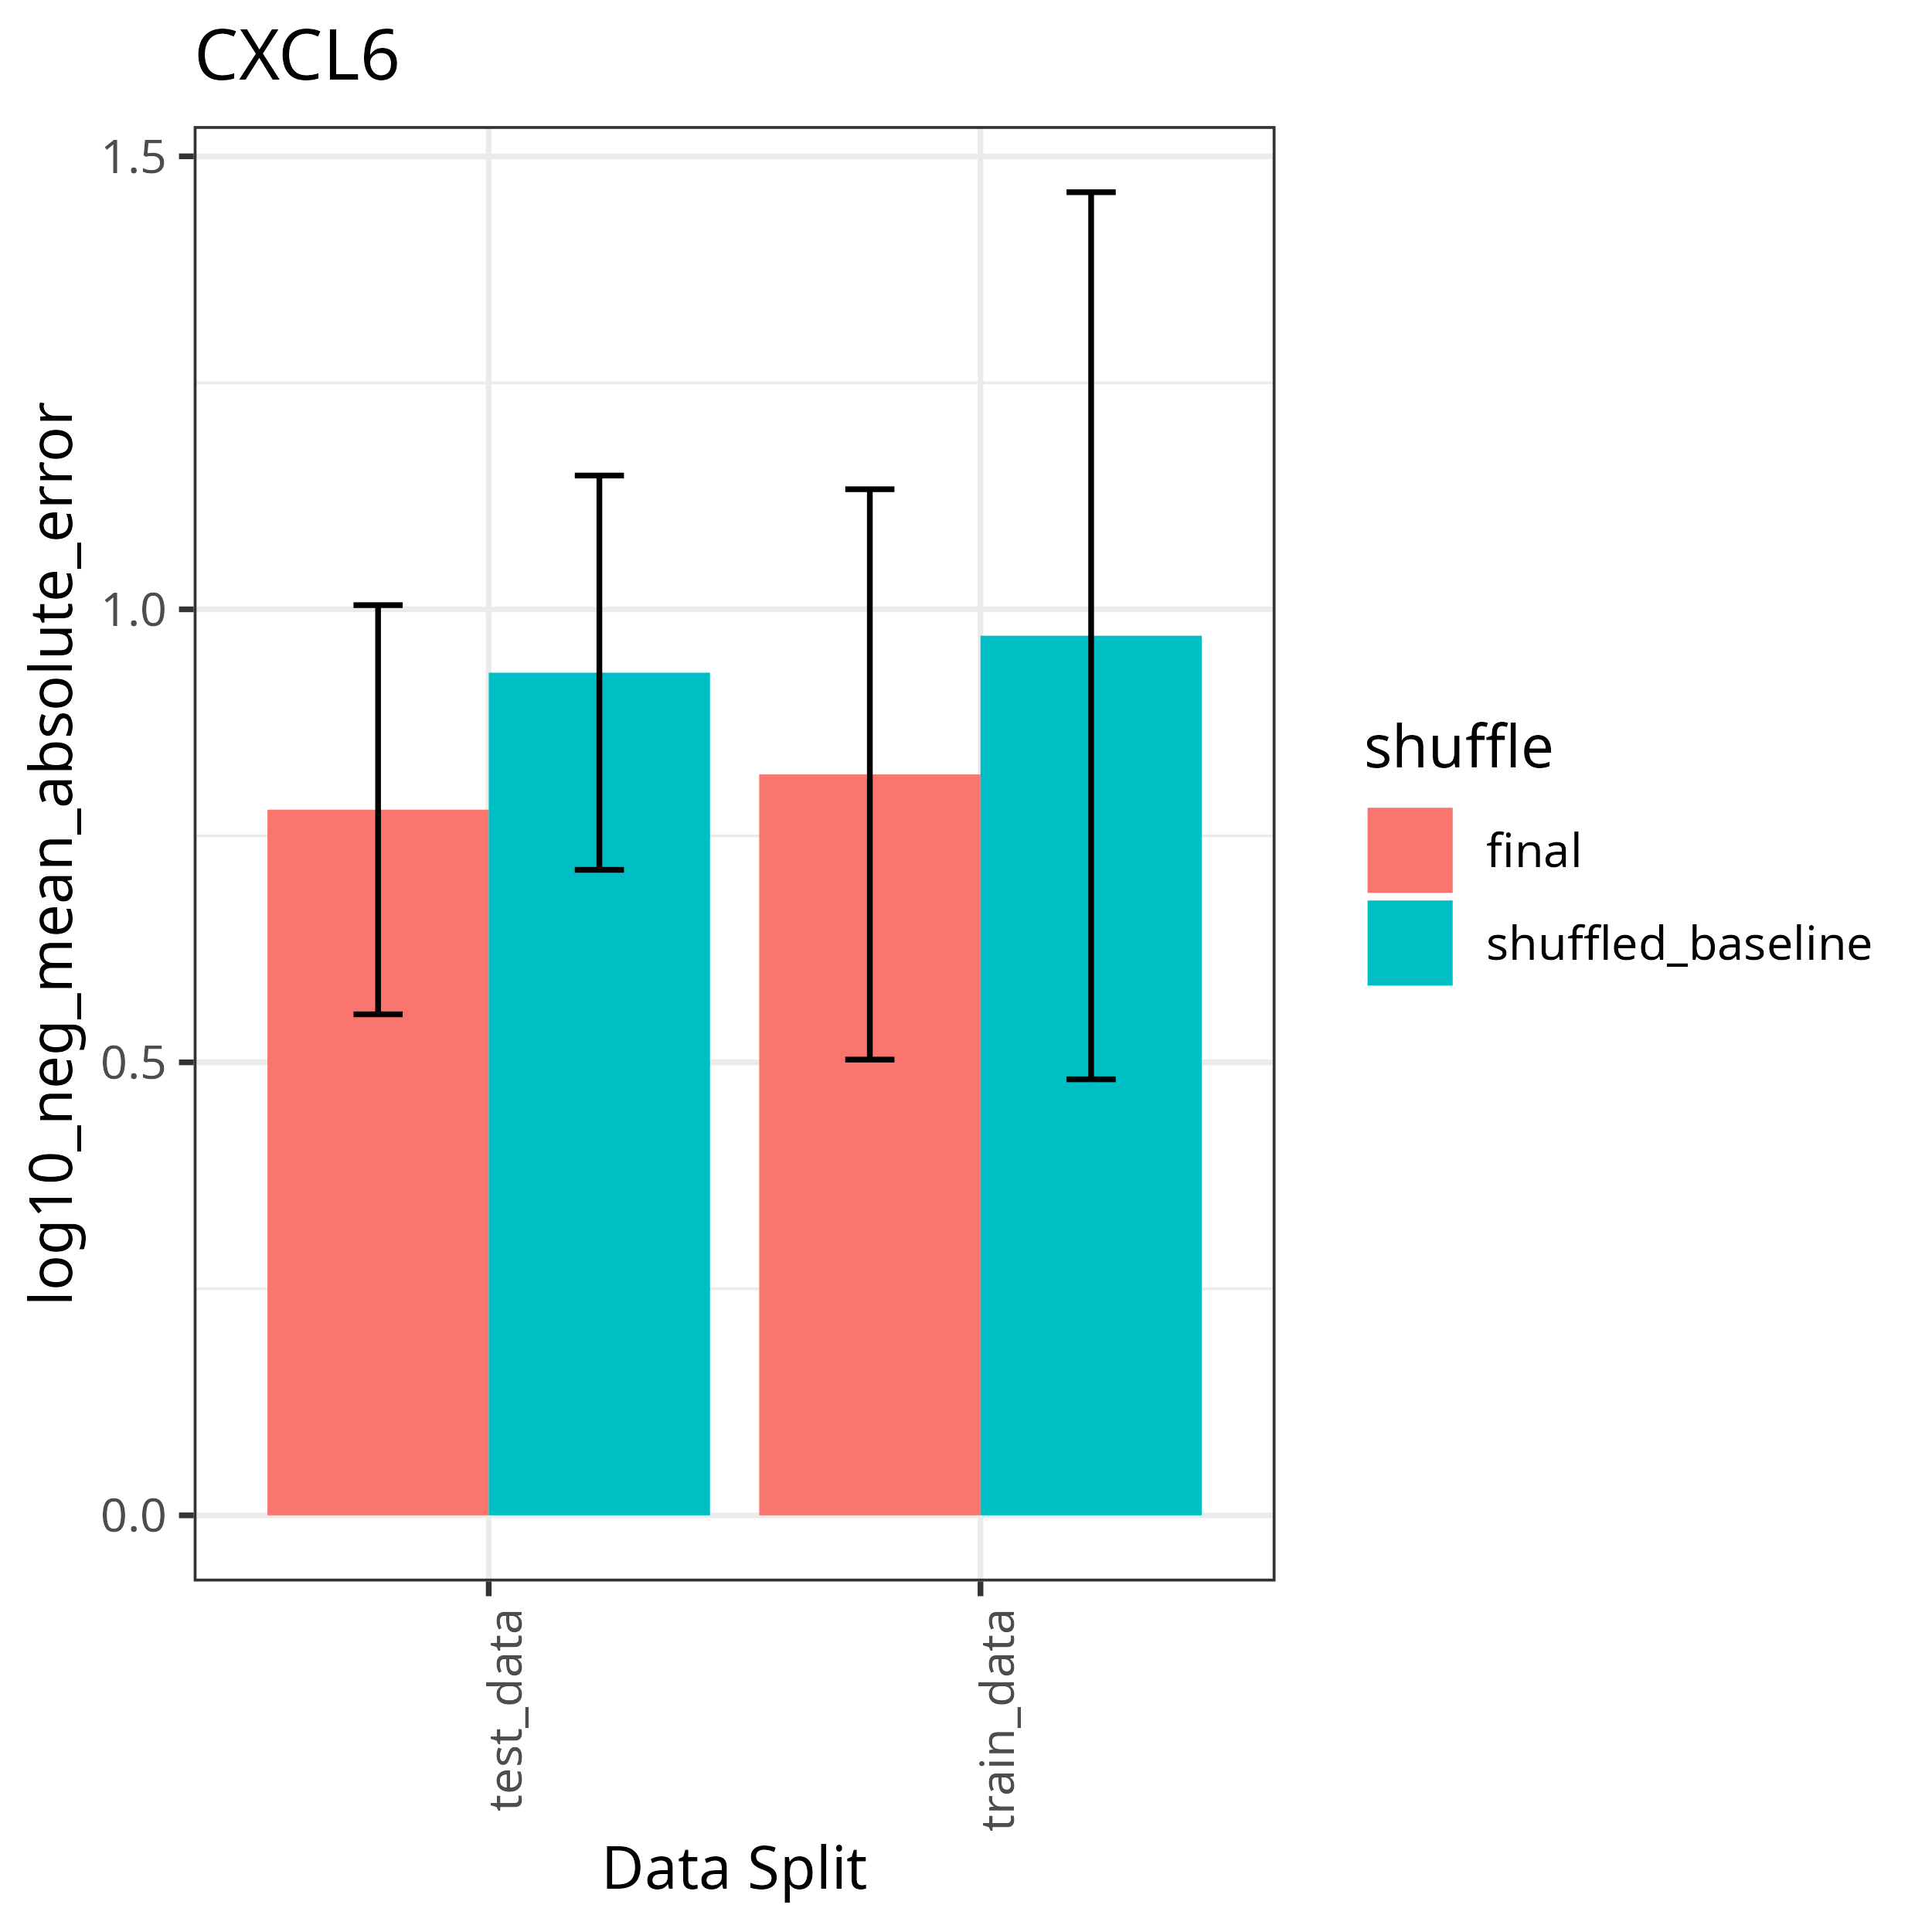 CXCL6
log10_neg_mean_absolute_error
1.5
1.0
0.5
0.0
test_data
train_data
Data Split
shuffle
final
shuffled_baseline